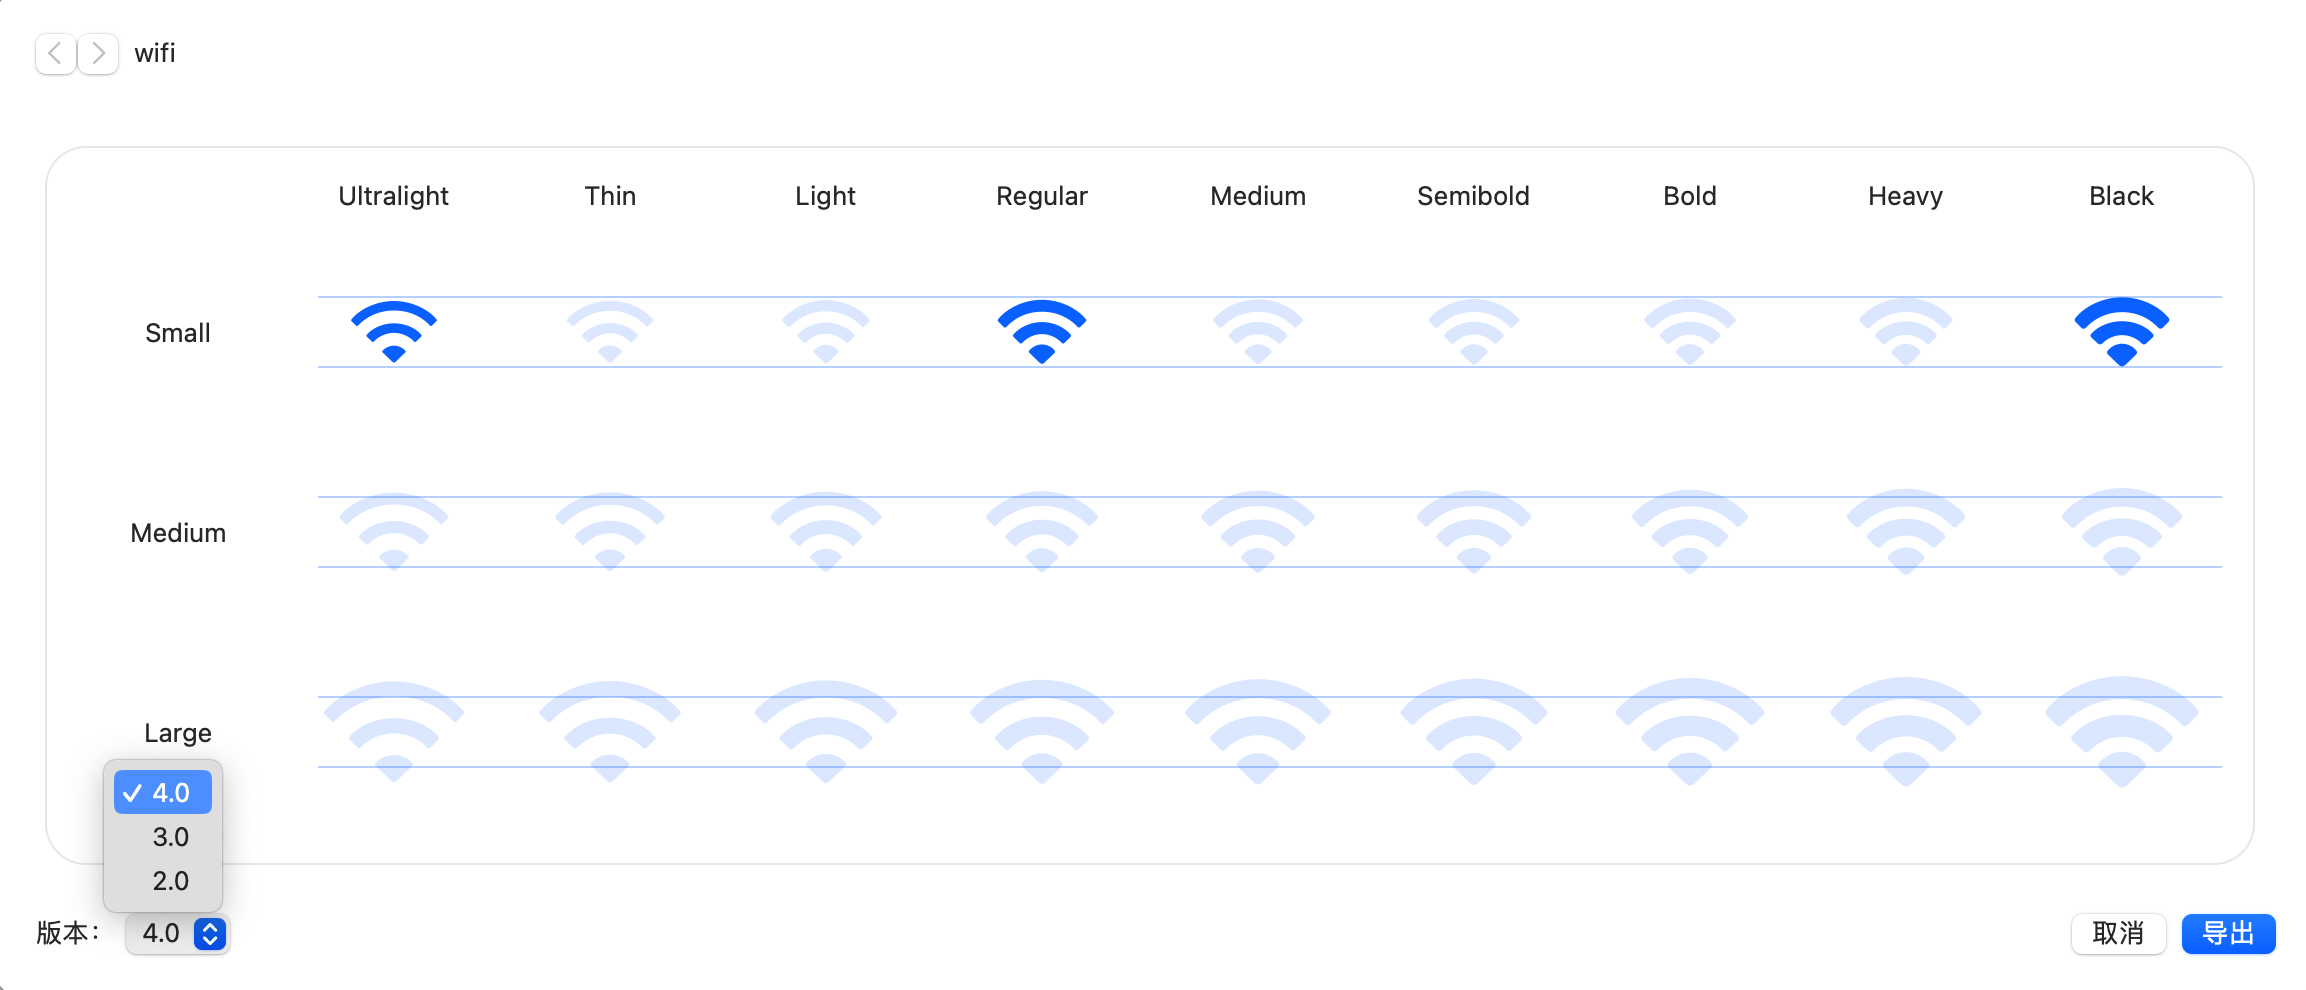 wifi
Ultralight Thin Light Regular Medium Semibold Bold Heavy Black
Small
Medium
Large
4.0
3.0
2.0
版本： 4.0 取消 导出